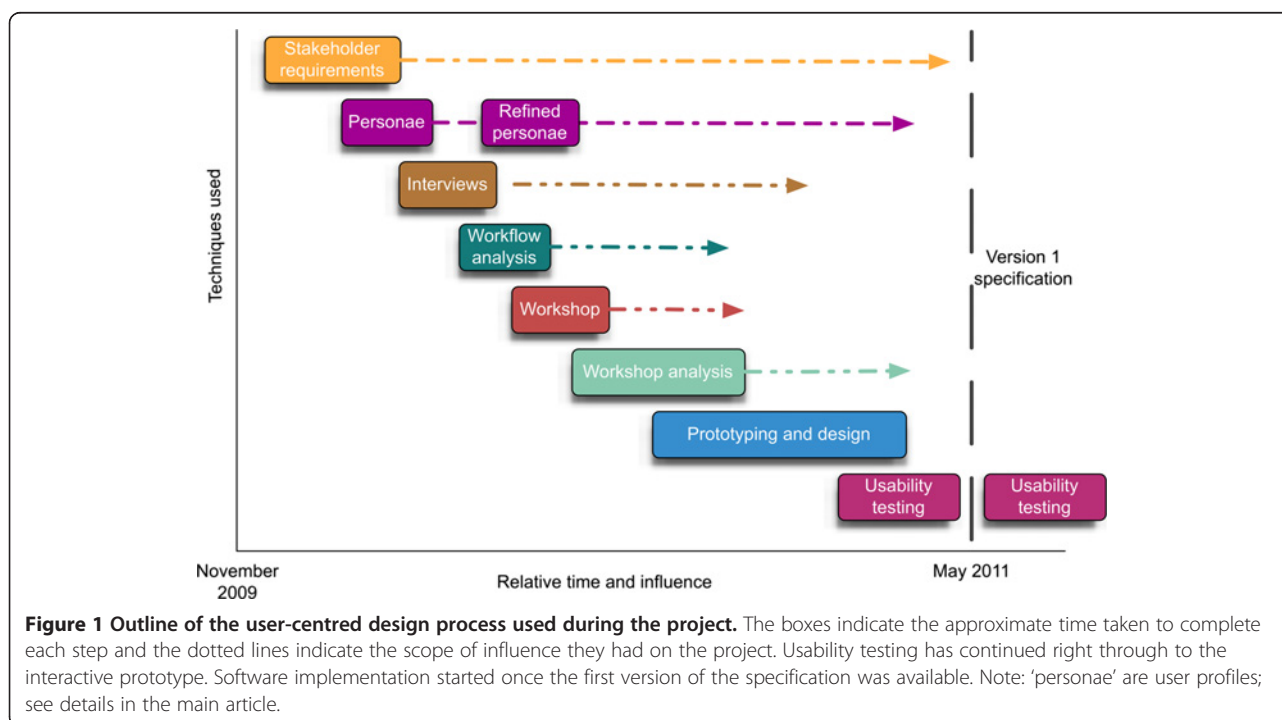 Stakeholder
requirements
Personae
Refined
personae
Interviews
Workflow
analysis
Workshop
Workshop analysis
Prototyping and design
Usability
testing
Usability
testing
Version 1
specification
Techniques used
November
2009
Relative time and influence
May 2011
Figure 1 Outline of the user-centred design process used during the project. The boxes indicate the approximate time taken to complete
each step and the dotted lines indicate the scope of influence they had on the project. Usability testing has continued right through to the
interactive prototype. Software implementation started once the first version of the specification was available. Note: ‘personae’ are user profiles;
see details in the main article.